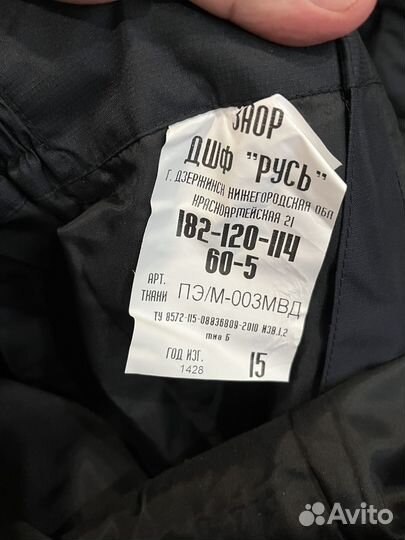 ЗАОР
ДШФ "РУСЬ"
Г. ДЗЕРЖИНСК НИЖЕГОРОДСКАЯ ОБЛ
КРАСНОАРМЕЙСКАЯ 21
182-120-114
60-5
АРТ.
ТКАНИ ПЭ/М-003МВД
ТУ 8572-115-08836809-2010 ИЗВ.1,2
тип Б
ГОД ИЗГ. 15
1428
Avito